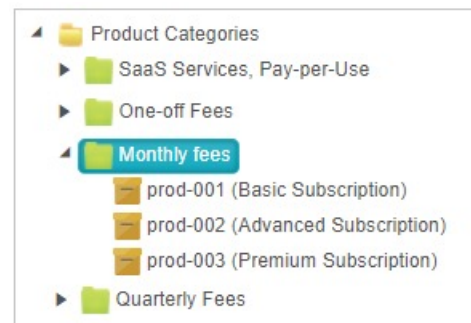 Product Categories
SaaS Services, Pay-per-Use
One-off Fees
Monthly fees
prod-001 (Basic Subscription)
prod-002 (Advanced Subscription)
prod-003 (Premium Subscription)
Quarterly Fees